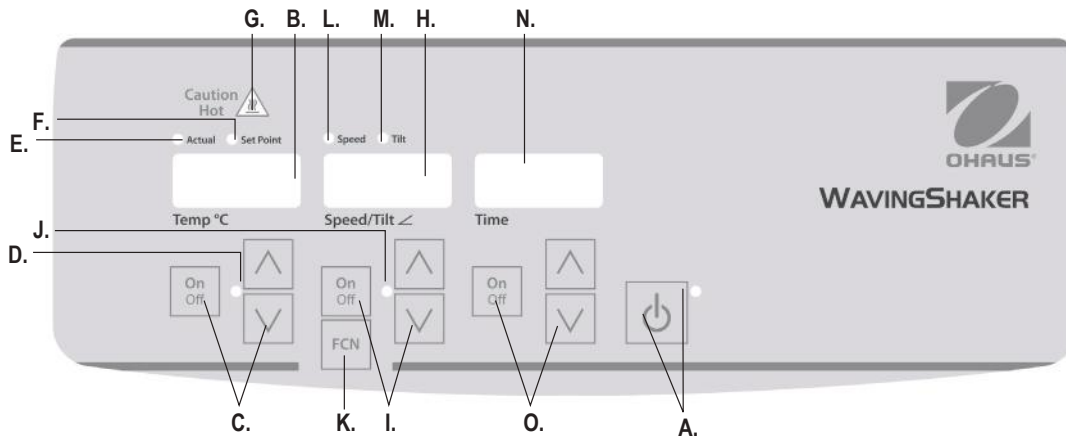 G. B. L. M. H. N.
Caution
Hot
F.
E. Actual Set Point Speed Tilt
OHAUS
WAVINGSHAKER
Temp °C Speed/Tilt ∠ Time
J.
D.
On
Off
On
Off
On
Off
FCN
C. K. I. O. A.